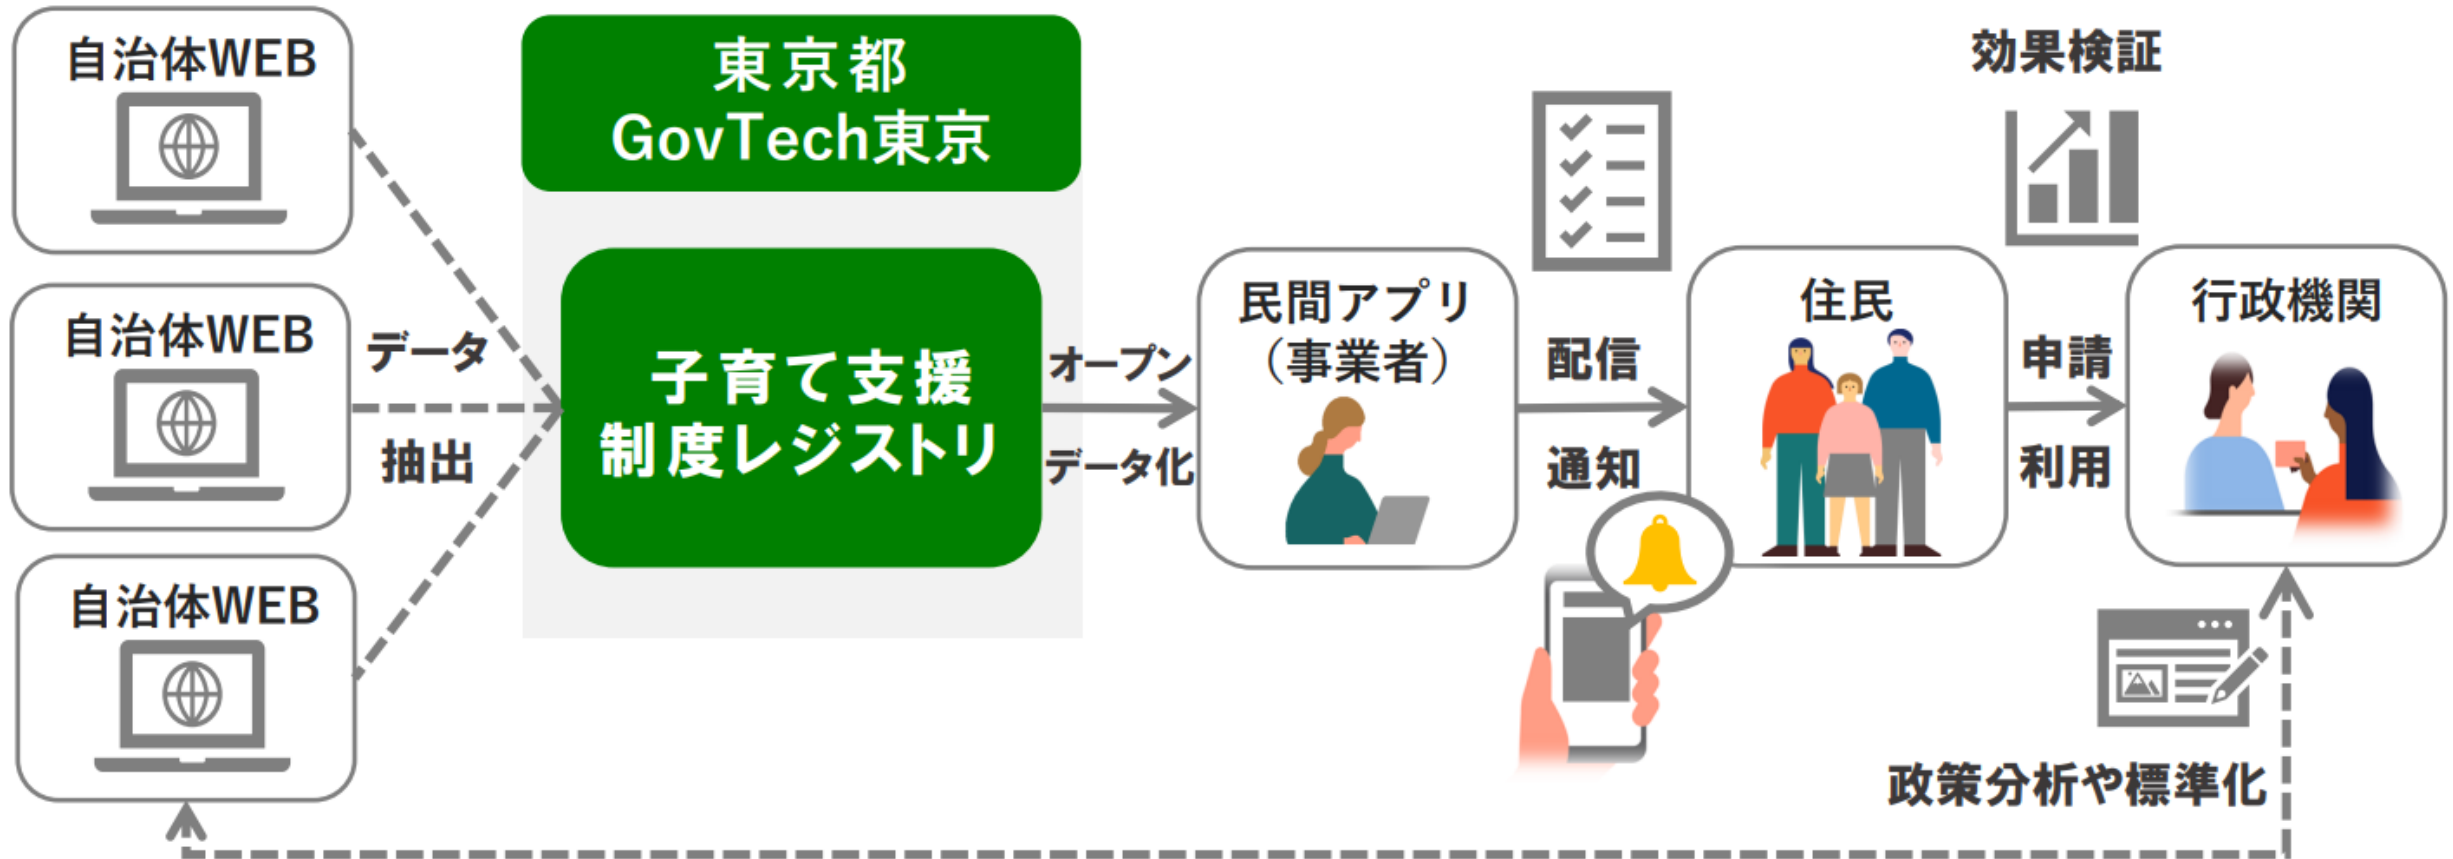 自治体WEB
自治体WEB
自治体WEB
データ
抽出
東京都
GovTech東京
子育て支援
制度レジストリ
オープン
データ化
民間アプリ
（事業者）
配信
通知
住民
効果検証
申請
利用
行政機関
政策分析や標準化